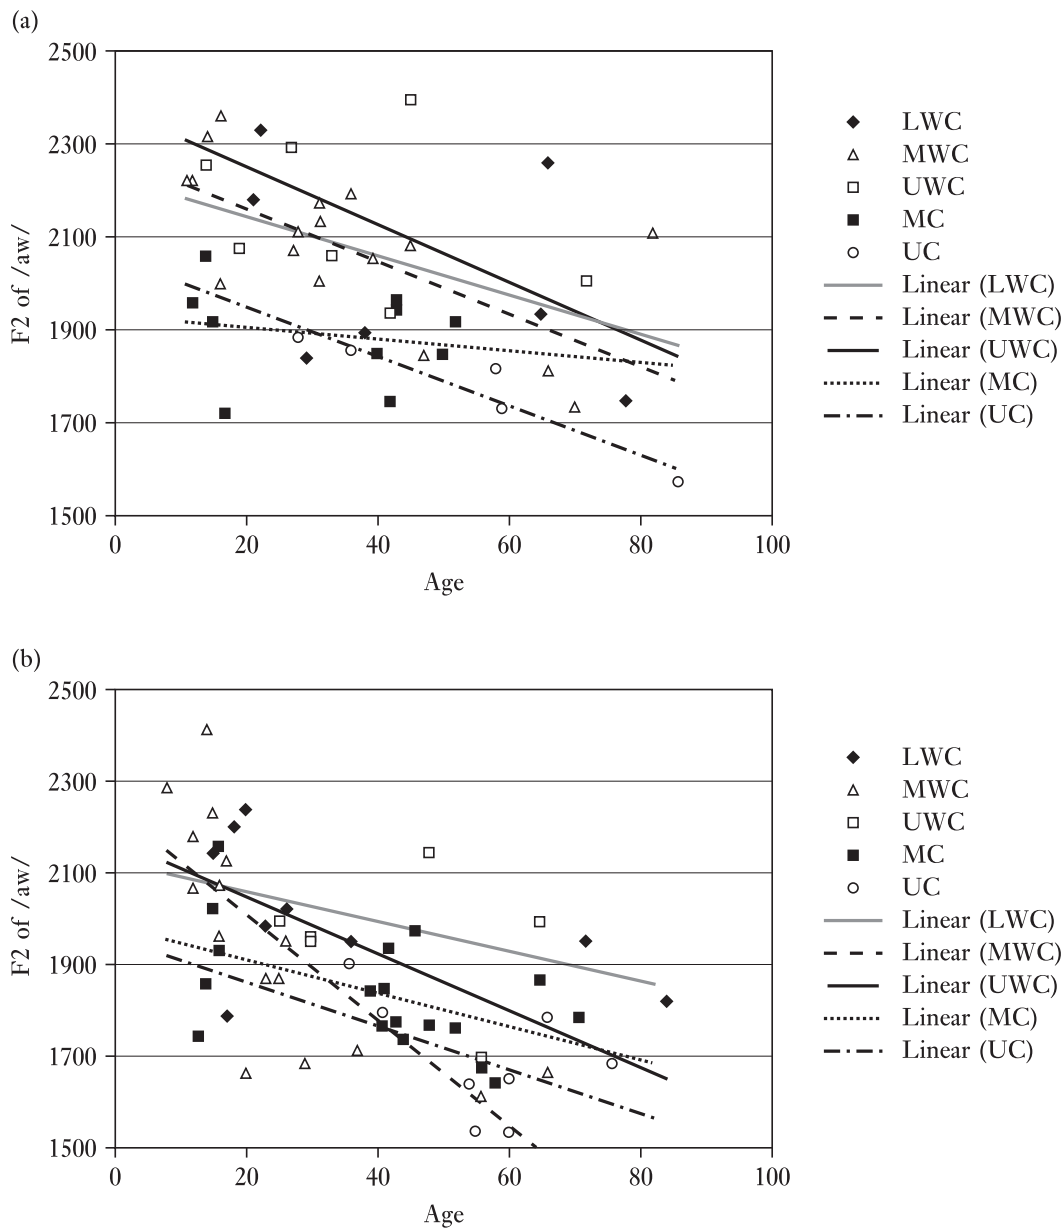 (a)
2500
2300
2100
1900
1700
1500
F2 of /aw/
0 20 40 60 80 100
Age
LWC
MWC
UWC
MC
UC
Linear (LWC)
Linear (MWC)
Linear (UWC)
Linear (MC)
Linear (UC)
(b)
2500
2300
2100
1900
1700
1500
F2 of /aw/
0 20 40 60 80 100
Age
LWC
MWC
UWC
MC
UC
Linear (LWC)
Linear (MWC)
Linear (UWC)
Linear (MC)
Linear (UC)